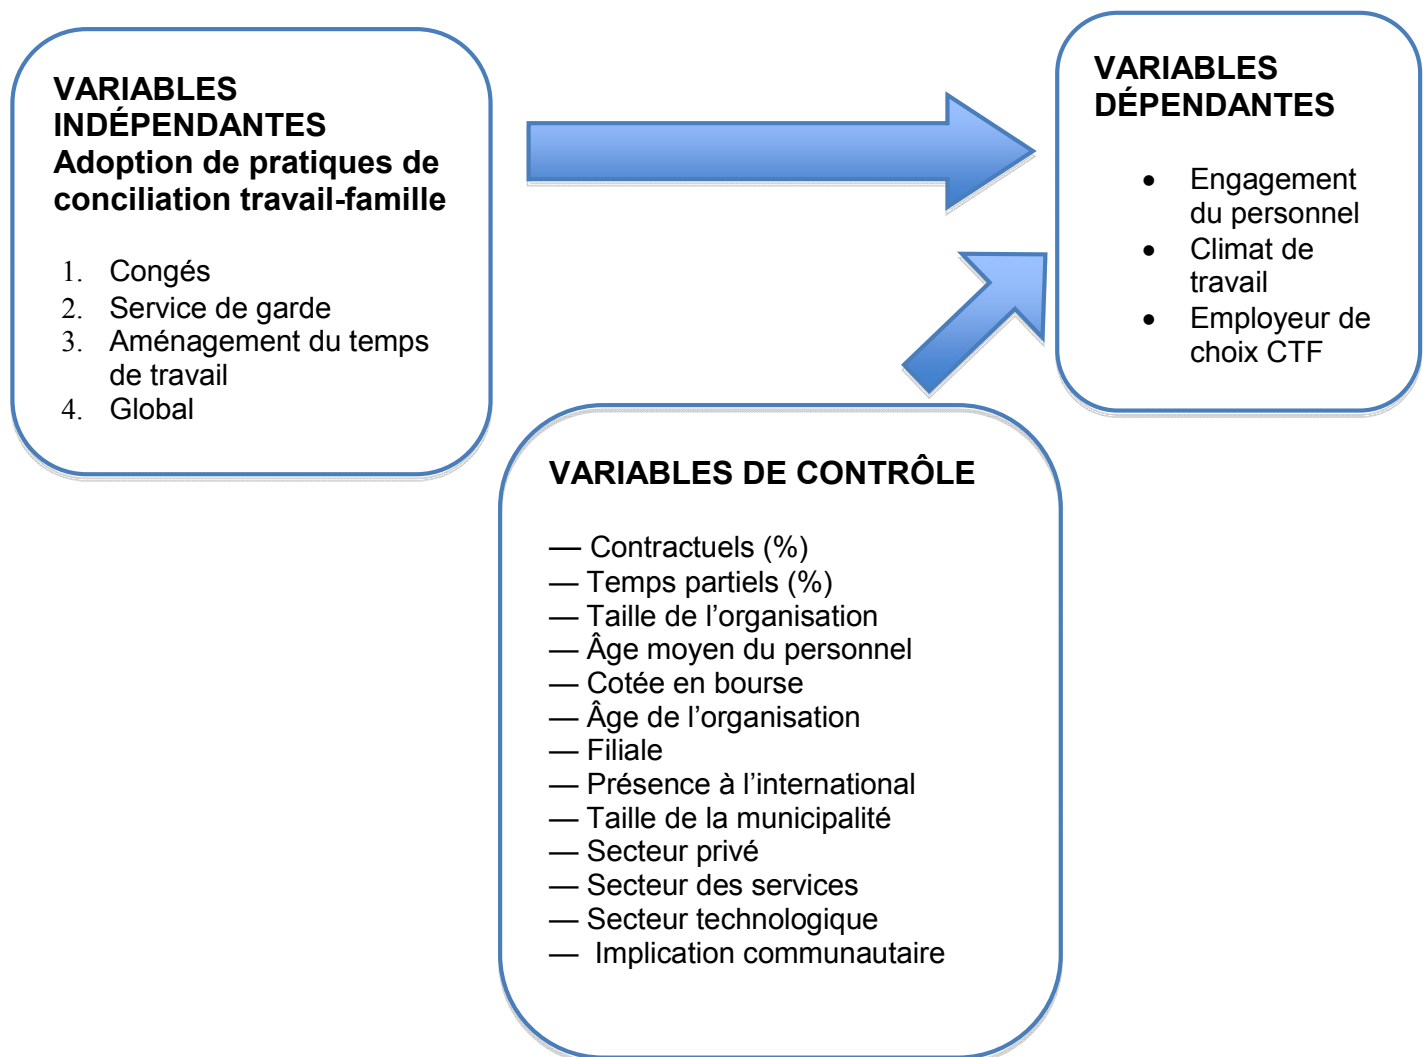 VARIABLES
INDÉPENDANTES
Adoption de pratiques de
conciliation travail-famille
1. Congés
2. Service de garde
3. Aménagement du temps
de travail
4. Global
VARIABLES
DÉPENDANTES
• Engagement
du personnel
• Climat de
travail
• Employeur de
choix CTF
VARIABLES DE CONTRÔLE
— Contractuels (%)
— Temps partiels (%)
— Taille de l’organisation
— Âge moyen du personnel
— Cotée en bourse
— Âge de l’organisation
— Filiale
— Présence à l’international
— Taille de la municipalité
— Secteur privé
— Secteur des services
— Secteur technologique
— Implication communautaire